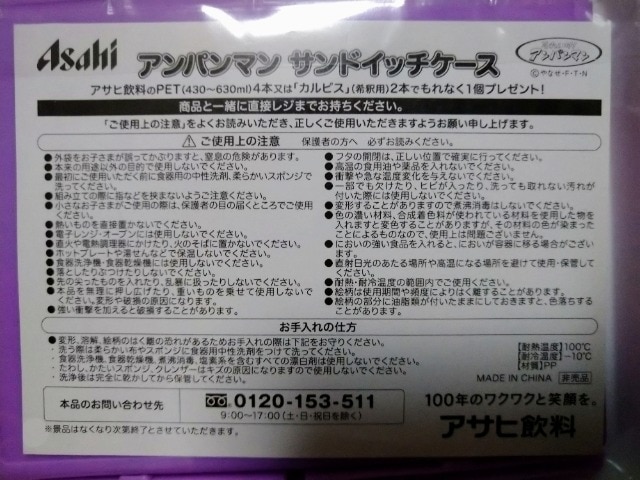 Asahi アンパンマン サンドイッチケース アンパンマン
©やなせ・F・T・N
アサヒ飲料のPET(430〜630ml)4本又は「カルピス」(希釈用)2本でもれなく1個プレゼント!
商品と一緒に直接レジまでお持ちください。
「ご使用上の注意」をよくお読みいただき、正しくご使用いただきますようお願い申し上げます。
⚠ご使用上の注意 保護者の方へ 必ずお読みください。
●外袋をお子さまが誤ってかぶりますと、窒息の危険があります。
●本来の用途以外の目的で使用しないでください。
●最初にご使用いただく前に食器用の中性洗剤、柔らかいスポンジで
洗ってください。
●組み立ての際に指などを挟まないようご注意ください。
●小さなお子さまがご使用の際は、保護者の目の届くところでご使用
ください。
●熱いものを直接置かないでください。
●電子レンジ・オーブンには使用しないでください。
●直火や電熱調理器にかけたり、火のそばに置かないでください。
●ホットプレートや湯せんなどで保温しないでください。
●食器洗浄機・食器乾燥機には使用しないでください。
●落としたりぶつけたりしないでください。
●先の尖ったものを入れたり、乱暴に扱ったりしないでください。
●本品を無理に押し広げたり、重いものを乗せて使用しないで
ください。変形や破損の原因になります。
●強い衝撃を加えると破損することがあります。
●フタの開閉は、正しい位置で確実に行ってください。
●高温の食用油や薬品を入れないでください。
●衝撃や急な温度変化を与えないでください。
●一部でも欠けたり、ヒビが入ったり、洗っても取れない汚れが
付いた際には使用しないでください。
●変形することがありますので煮沸消毒はしないでください。
●色の濃い材料、合成着色料が使われている材料を使用した物を
入れますと変色することがありますが、その材料の色が染まった
ことによるものなので、使用上は問題ございません。
●においの強い食品を入れると、においが容器に移る場合がござい
ます。
●直射日光のあたる場所や高温になる場所を避けて使用・保管して
ください。
●耐熱・耐冷温度の範囲内でご使用ください。
●絵柄は使用期間や頻度によりはく離することがあります。
●絵柄の部分に油脂類が付いたままにしておきますと、色落ちする
ことがあります。
お手入れの仕方
●変形、溶解、絵柄のはく離の恐れがあるためお手入れの際は下記をお守りください。
・洗う際は柔らかい布やスポンジに食器用中性洗剤をつけて洗ってください。
・食器洗浄機、食器乾燥機、煮沸消毒、塩素系を含むすべての漂白剤は使用しないでください。
・たわし、かたいスポンジ、クレンザーはキズの原因になりますので使用しないでください。
・洗浄後は完全に乾かしてから保管してください。
【耐熱温度】100℃
【耐冷温度】-10℃
【材質】PP
MADE IN CHINA 非売品
本品のお問い合わせ先 0120-153-511
9:00〜17:00(土・日・祝日を除く)
100年のワクワクと笑顔を。
アサヒ飲料
※景品はなくなり次第終了とさせていただきます。